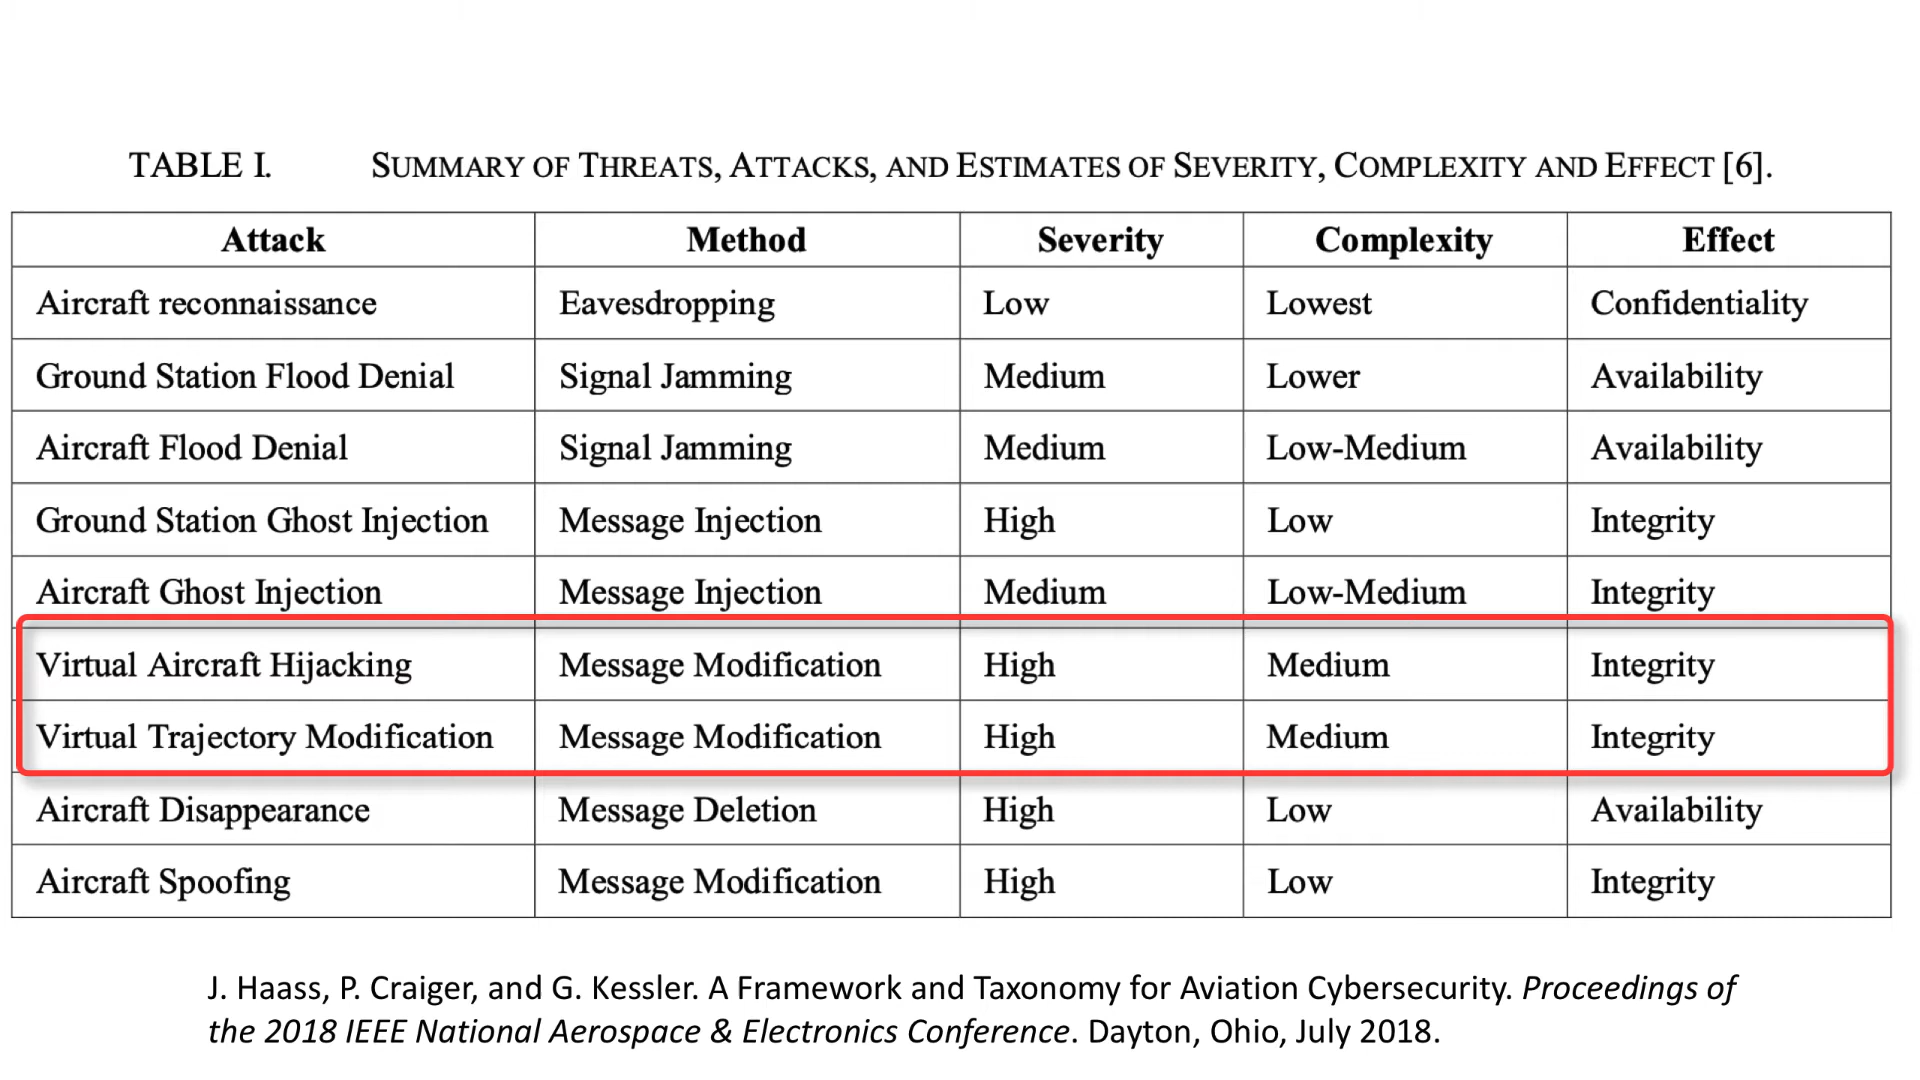 TABLE I. SUMMARY OF THREATS, ATTACKS, AND ESTIMATES OF SEVERITY, COMPLEXITY AND EFFECT [6].
Attack Method Severity Complexity Effect
Aircraft reconnaissance Eavesdropping Low Lowest Confidentiality
Ground Station Flood Denial Signal Jamming Medium Lower Availability
Aircraft Flood Denial Signal Jamming Medium Low-Medium Availability
Ground Station Ghost Injection Message Injection High Low Integrity
Aircraft Ghost Injection Message Injection Medium Low-Medium Integrity
Virtual Aircraft Hijacking Message Modification High Medium Integrity
Virtual Trajectory Modification Message Modification High Medium Integrity
Aircraft Disappearance Message Deletion High Low Availability
Aircraft Spoofing Message Modification High Low Integrity
J. Haass, P. Craiger, and G. Kessler. A Framework and Taxonomy for Aviation Cybersecurity. Proceedings of
the 2018 IEEE National Aerospace & Electronics Conference. Dayton, Ohio, July 2018.